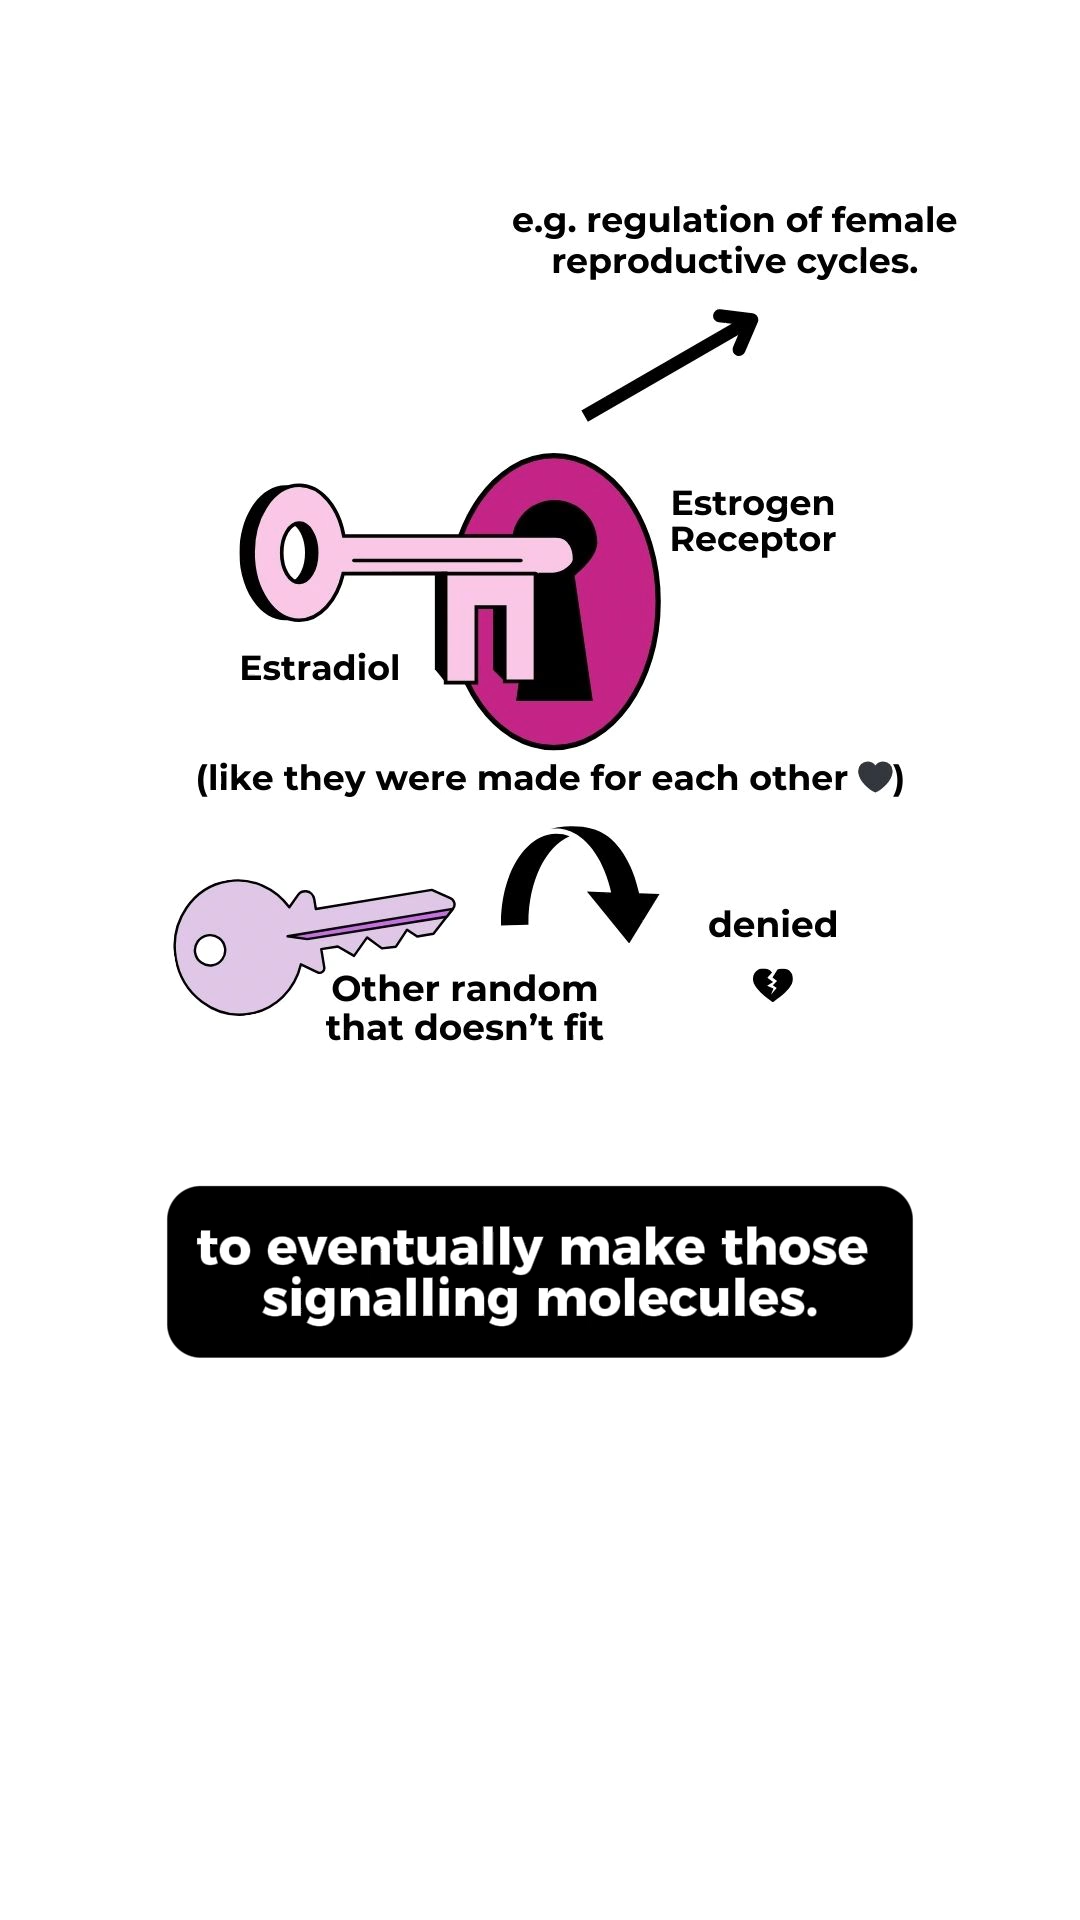 e.g. regulation of female
reproductive cycles.
Estrogen
Receptor
Estradiol
(like they were made for each other 🖤)
denied
Other random
that doesn’t fit
to eventually make those
signalling molecules.